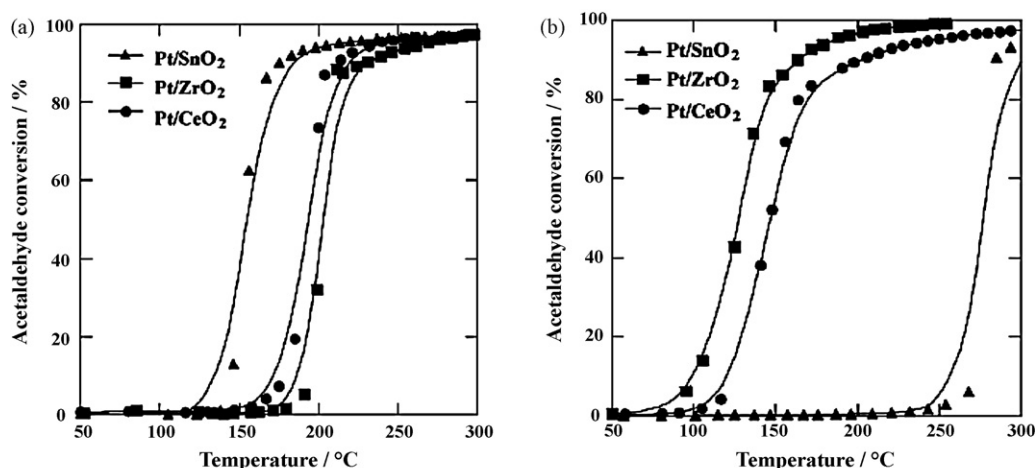 (a)
Acetaldehyde conversion / %
100
80
60
40
20
0
Pt/SnO₂
Pt/ZrO₂
Pt/CeO₂
50 100 150 200 250 300
Temperature / °C
(b)
Acetaldehyde conversion / %
100
80
60
40
20
0
Pt/SnO₂
Pt/ZrO₂
Pt/CeO₂
50 100 150 200 250 300
Temperature / °C